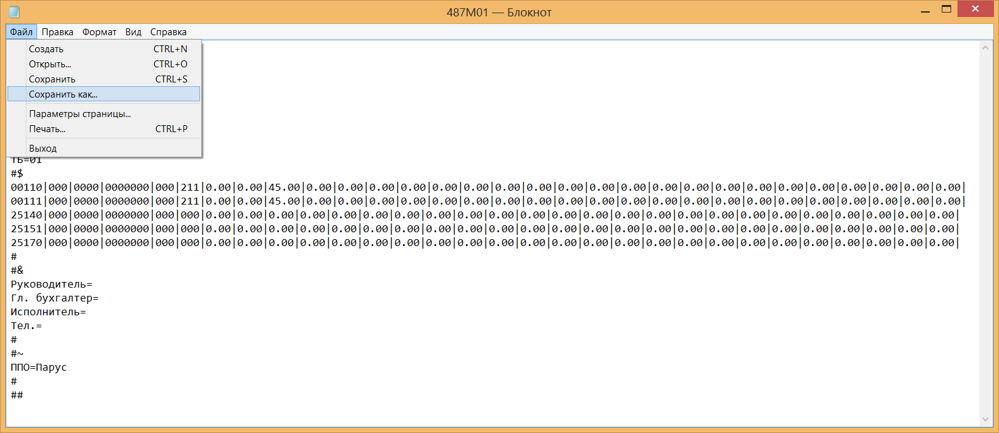 487M01 — Блокнот
Файл Правка Формат Вид Справка
Создать CTRL+N
Открыть... CTRL+O
Сохранить CTRL+S
Сохранить как...
Параметры страницы...
Печать... CTRL+P
Выход
ТБ=01
#$
00110|000|0000|0000000|000|211|0.00|0.00|45.00|0.00|0.00|0.00|0.00|0.00|0.00|0.00|0.00|0.00|0.00|0.00|0.00|0.00|0.00|0.00|0.00|0.00|0.00|0.00|0.00|0.00|
00111|000|0000|0000000|000|211|0.00|0.00|45.00|0.00|0.00|0.00|0.00|0.00|0.00|0.00|0.00|0.00|0.00|0.00|0.00|0.00|0.00|0.00|0.00|0.00|0.00|0.00|0.00|0.00|
25140|000|0000|0000000|000|000|0.00|0.00|0.00|0.00|0.00|0.00|0.00|0.00|0.00|0.00|0.00|0.00|0.00|0.00|0.00|0.00|0.00|0.00|0.00|0.00|0.00|0.00|0.00|0.00|
25151|000|0000|0000000|000|000|0.00|0.00|0.00|0.00|0.00|0.00|0.00|0.00|0.00|0.00|0.00|0.00|0.00|0.00|0.00|0.00|0.00|0.00|0.00|0.00|0.00|0.00|0.00|0.00|
25170|000|0000|0000000|000|000|0.00|0.00|0.00|0.00|0.00|0.00|0.00|0.00|0.00|0.00|0.00|0.00|0.00|0.00|0.00|0.00|0.00|0.00|0.00|0.00|0.00|0.00|0.00|0.00|
#
#&
Руководитель=
Гл. бухгалтер=
Исполнитель=
Тел.=
#
#~
ППО=Парус
#
##